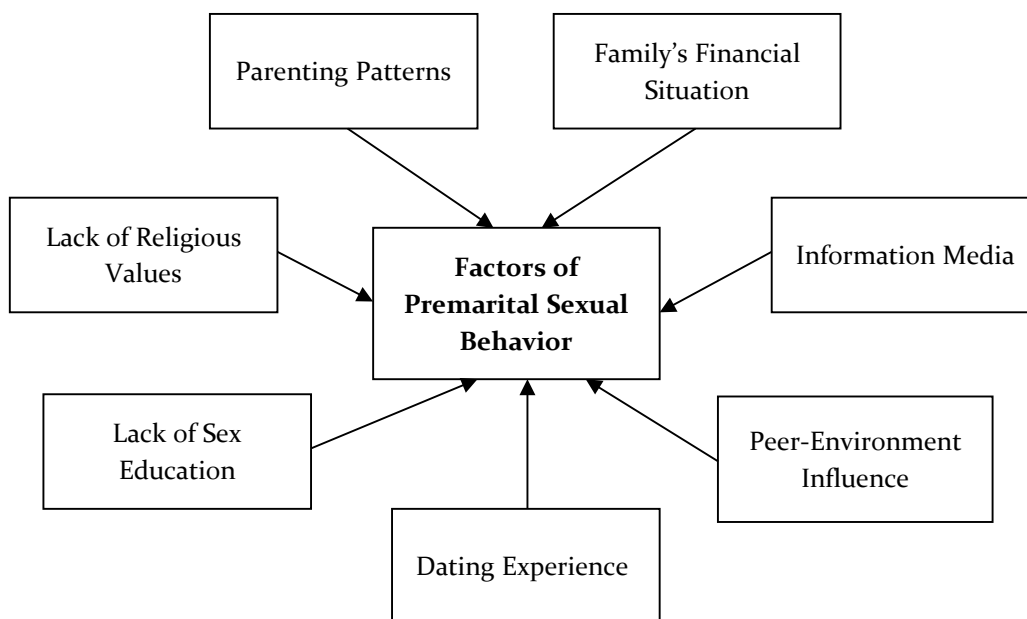 Parenting Patterns
Family’s Financial
Situation
Lack of Religious
Values
Factors of
Premarital Sexual
Behavior
Information Media
Lack of Sex
Education
Peer-Environment
Influence
Dating Experience